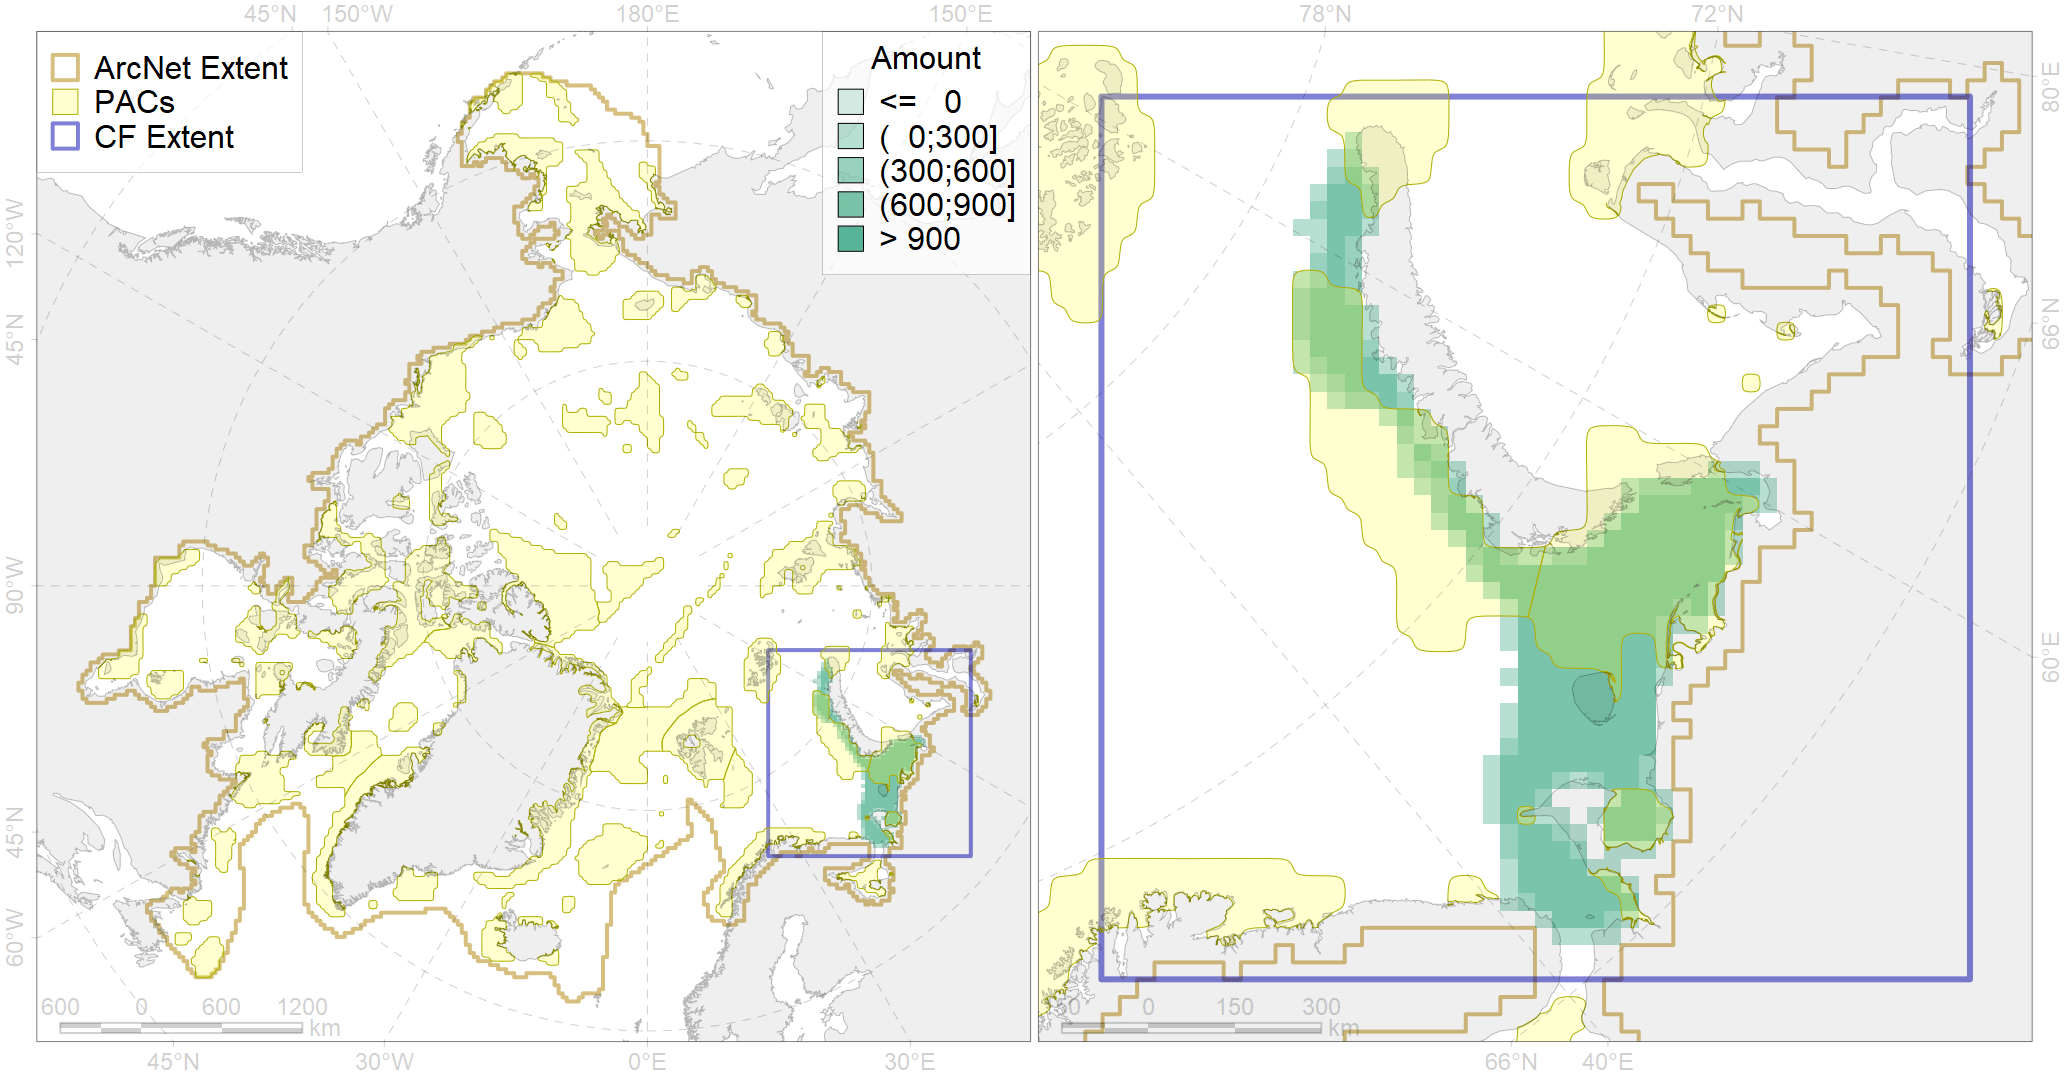 45°N 150°W 180°E 150°E 78°N 72°N
ArcNet Extent
PACs
CF Extent
Amount
<= 0
( 0;300]
(300;600]
(600;900]
> 900
120°W
45°N
90°W
45°N
60°W
80°E
66°N
60°E
600 0 600 1200
km
0 150 300
km
45°N 30°W 0°E 30°E 66°N 40°E